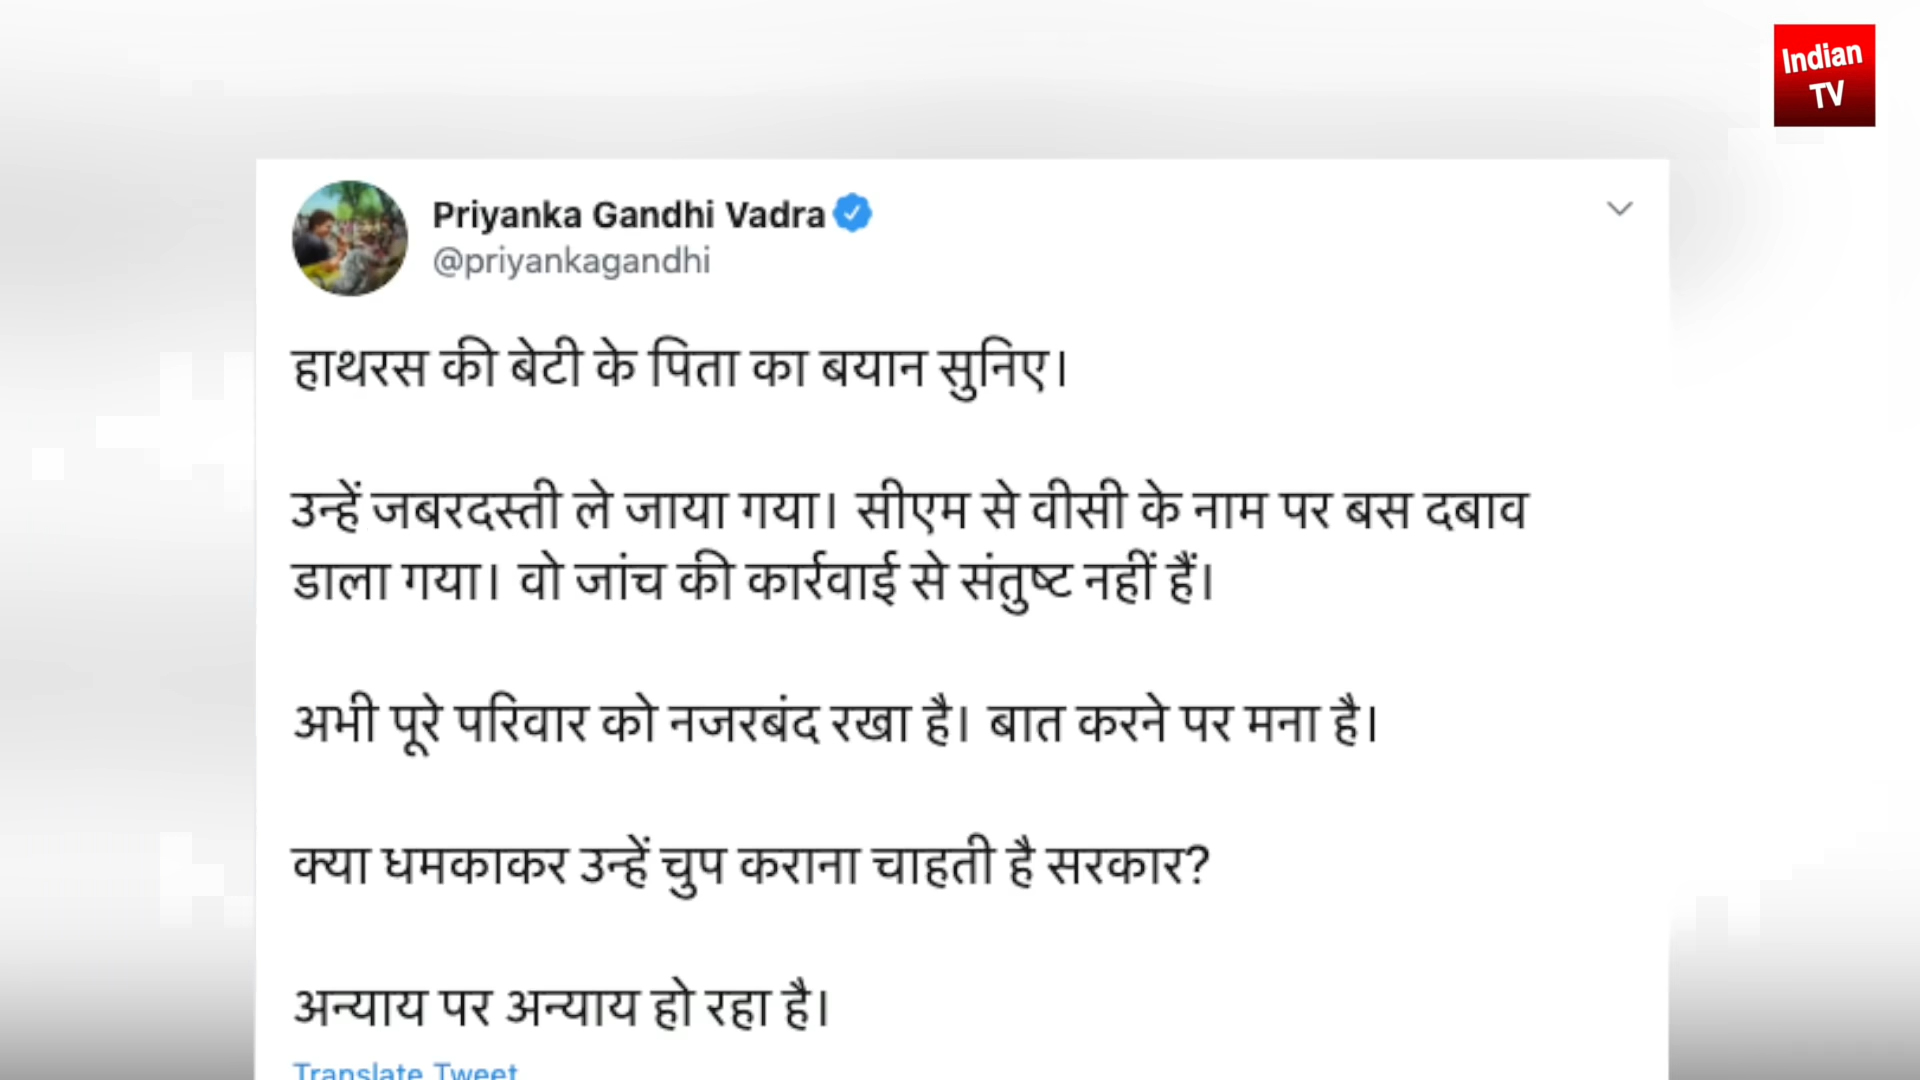 Indian
TV
Priyanka Gandhi Vadra
@priyankagandhi
हाथरस की बेटी के पिता का बयान सुनिए।
उन्हें जबरदस्ती ले जाया गया। सीएम से वीसी के नाम पर बस दबाव
डाला गया। वो जांच की कार्रवाई से संतुष्ट नहीं हैं।
अभी पूरे परिवार को नजरबंद रखा है। बात करने पर मना है।
क्या धमकाकर उन्हें चुप कराना चाहती है सरकार?
अन्याय पर अन्याय हो रहा है।
Translate Tweet